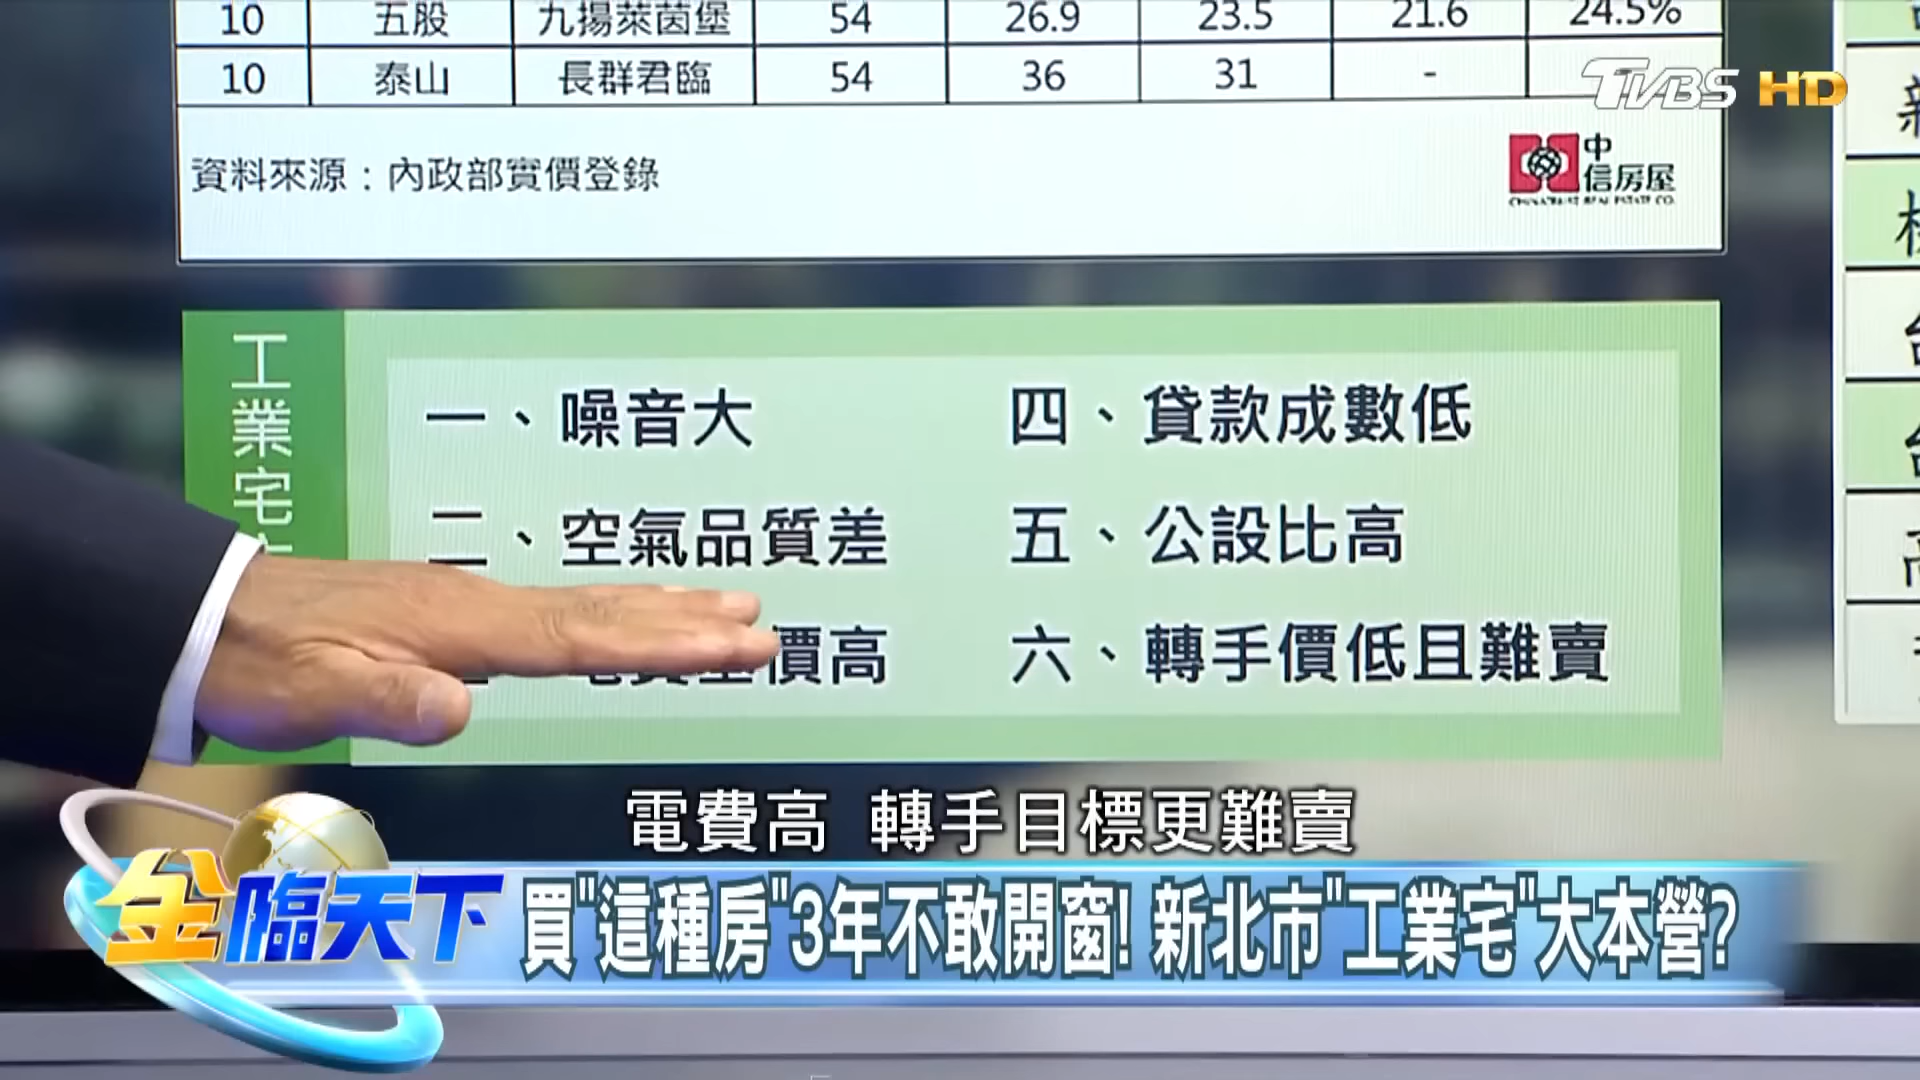 10 五股 九揚萊茵堡 54 26.9 23.5 21.6 24.5%
10 泰山 長群君臨 54 36 31 -
TVBS HD
資料來源：內政部實價登錄
中
信房屋
CHINATRUST REAL ESTATE CO.
工業宅
一、噪音大
二、空氣品質差
價高
四、貸款成數低
五、公設比高
六、轉手價低且難賣
電費高 轉手目標更難賣
金臨天下
買"這種房"3年不敢開窗! 新北市"工業宅"大本營?